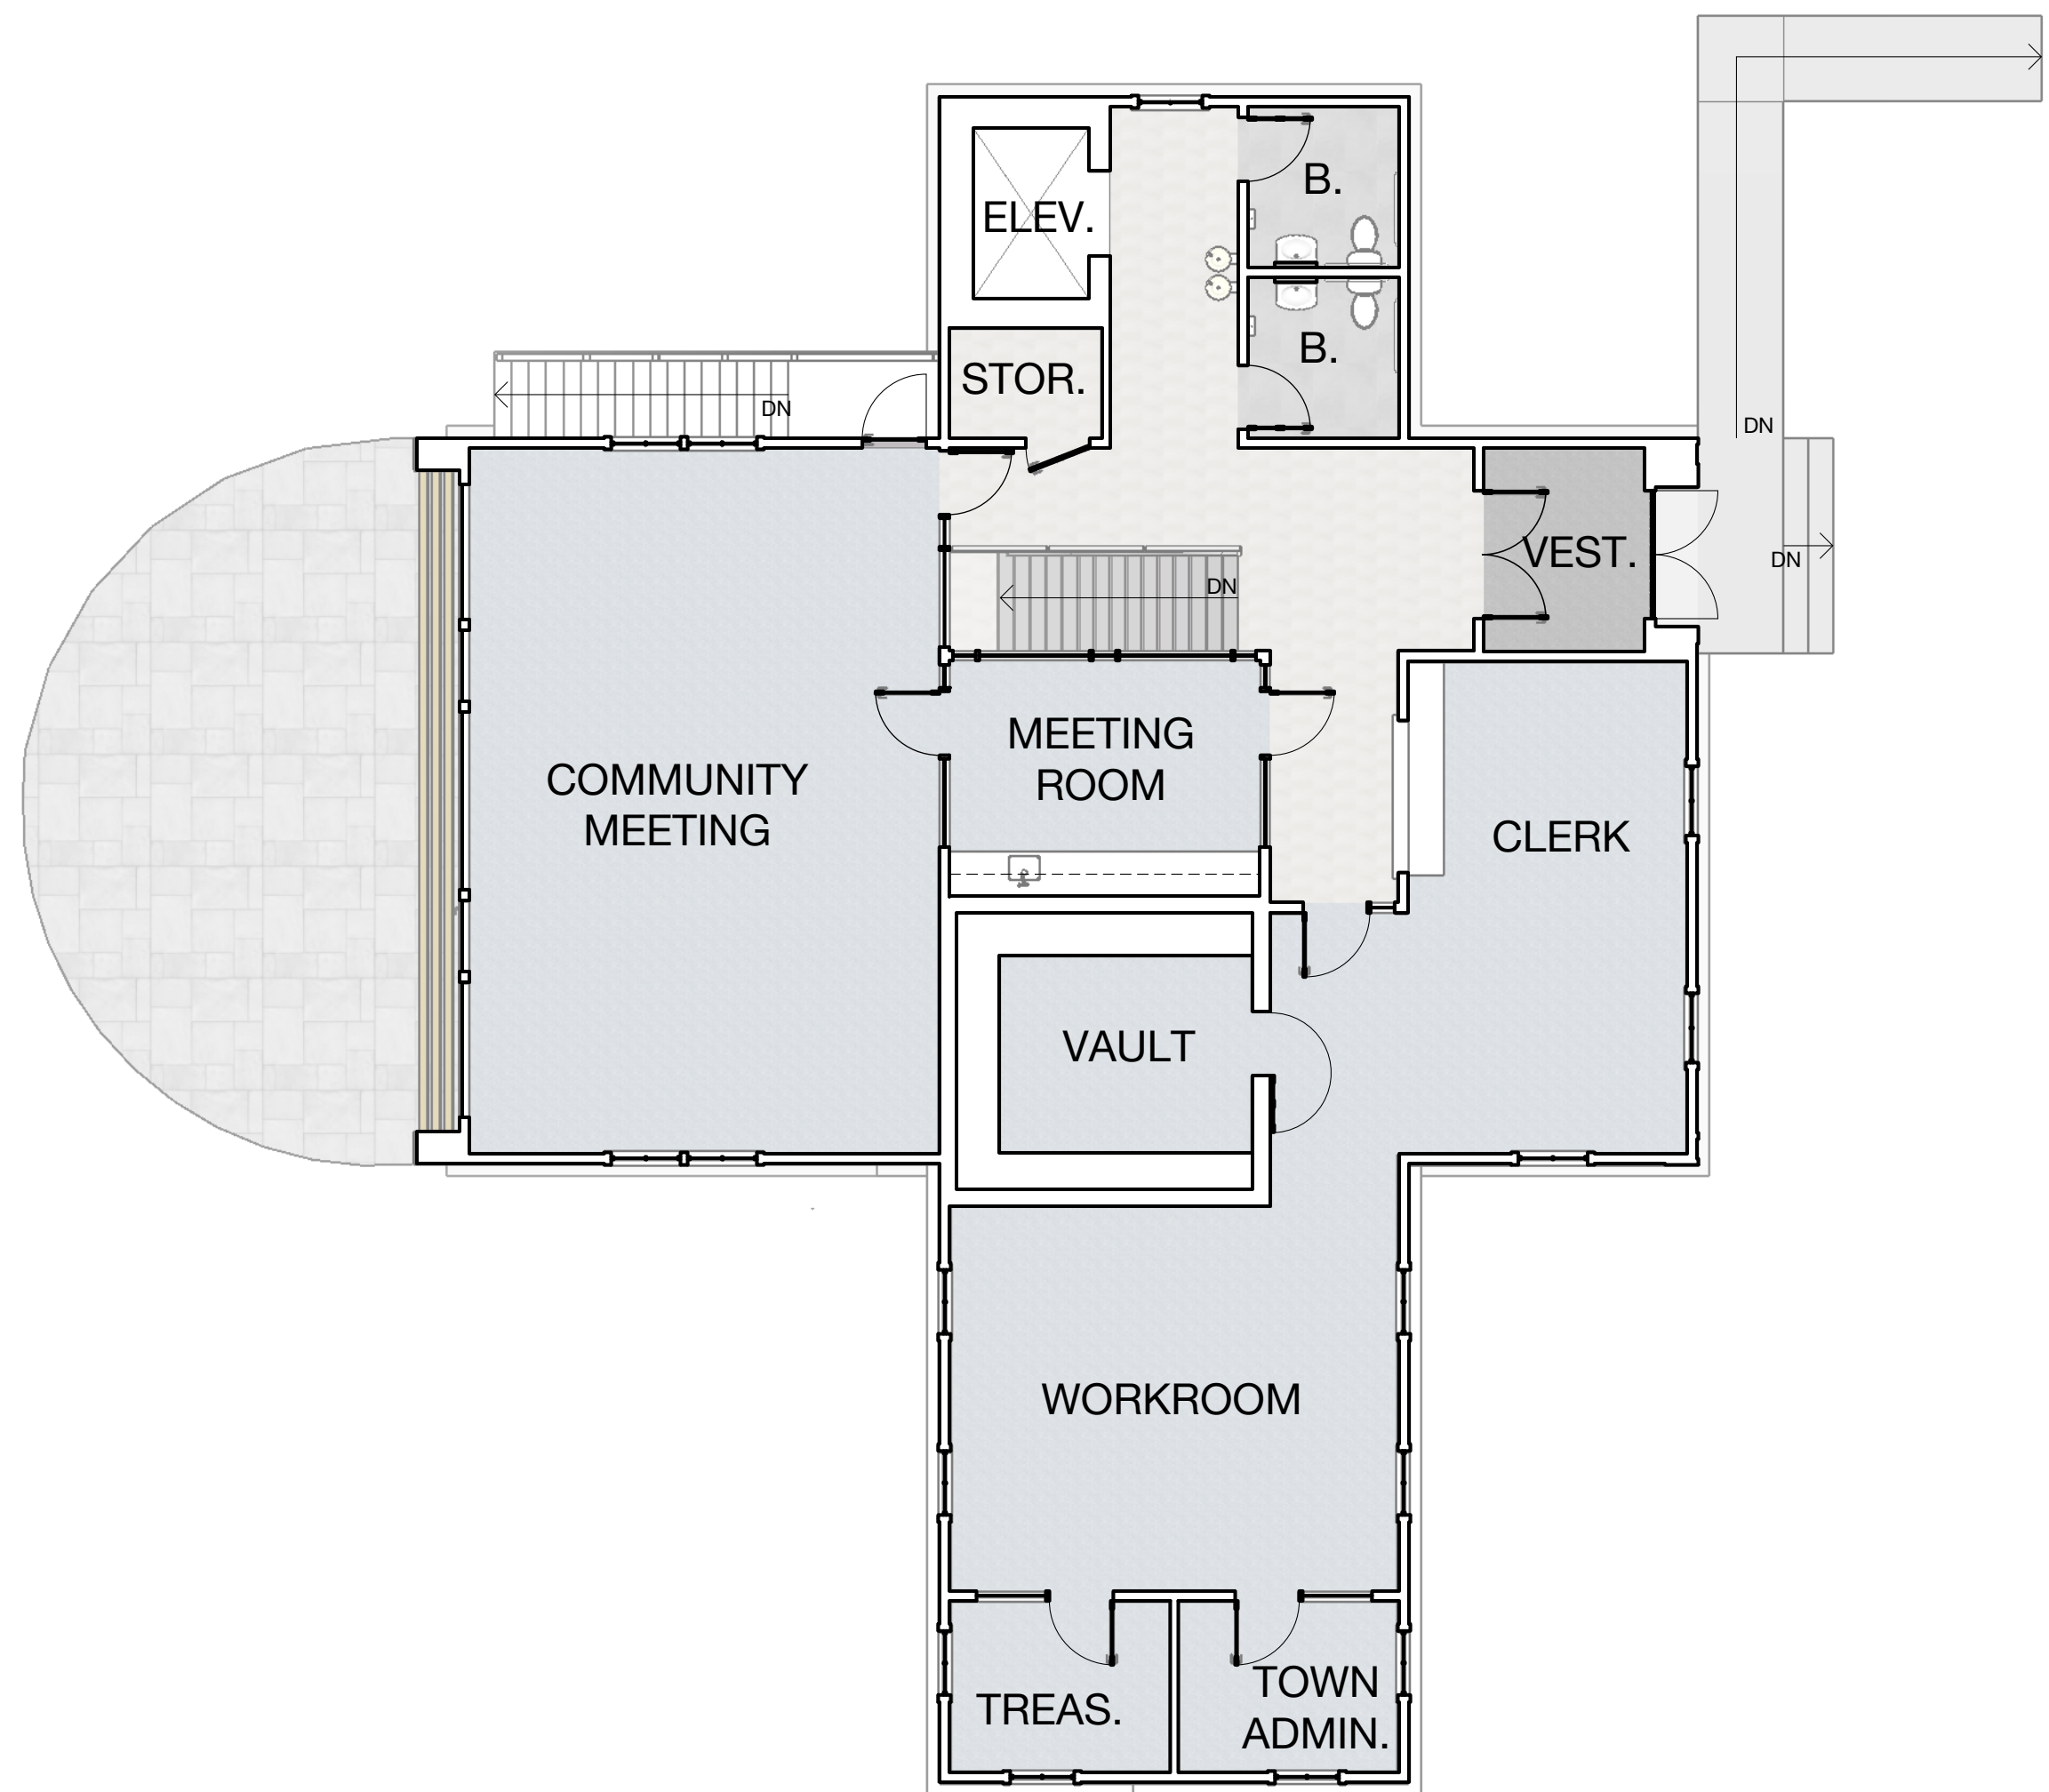 B.
ELEV.
B.
STOR.
DN
DN
VEST.
DN
DN
MEETING
ROOM
COMMUNITY
MEETING
CLERK
VAULT
WORKROOM
TREAS.
TOWN
ADMIN.